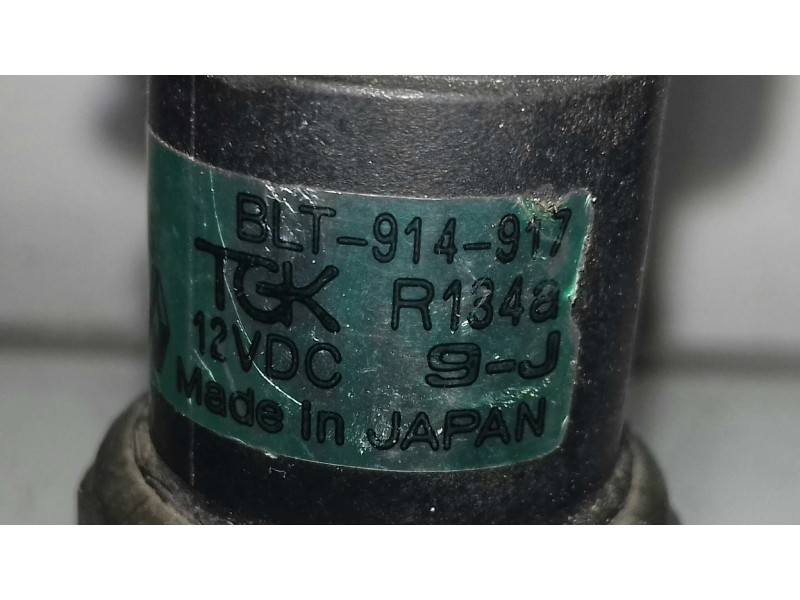 BLT-914-917
TGK R134a
12VDC 9-J
Made in JAPAN